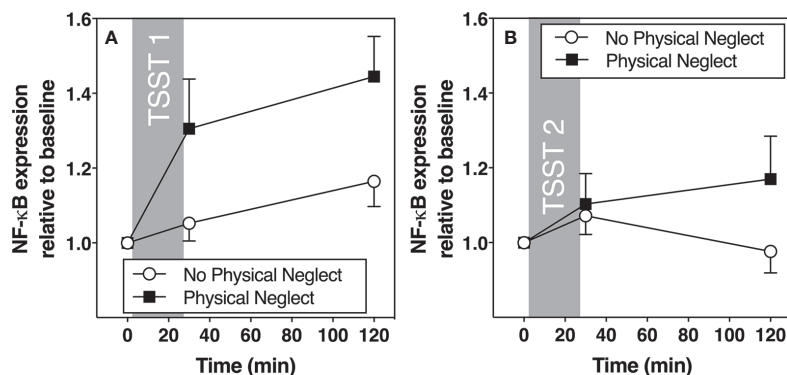 A
TSST 1
NF-κB expression
relative to baseline
1.6
1.4
1.2
1.0
No Physical Neglect
Physical Neglect
0 20 40 60 80 100 120
Time (min)
B
TSST 2
NF-κB expression
relative to baseline
1.6
1.4
1.2
1.0
No Physical Neglect
Physical Neglect
0 20 40 60 80 100 120
Time (min)